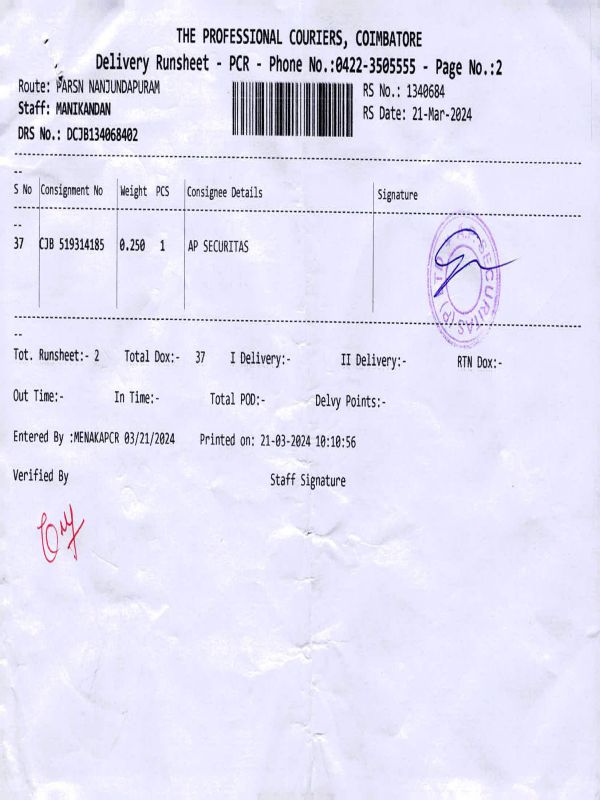 THE PROFESSIONAL COURIERS, COIMBATORE
Delivery Runsheet - PCR - Phone No.:0422-3505555 - Page No.:2
Route: PARSN NANJUNDAPURAM
RS No.: 1340684
Staff: MANIKANDAN
RS Date: 21-Mar-2024
DRS No.: DCJB134068402
--
S No Consignment No Weight PCS Consignee Details Signature
--
37 CJB 519314185 0.250 1 AP SECURITAS
SECURITAS (P)
--
Tot. Runsheet:- 2 Total Dox:- 37 I Delivery:- II Delivery:- RTN Dox:-
Out Time:- In Time:- Total POD:- Delvy Points:-
Entered By :MENAKAPCR 03/21/2024 Printed on: 21-03-2024 10:10:56
Verified By Staff Signature